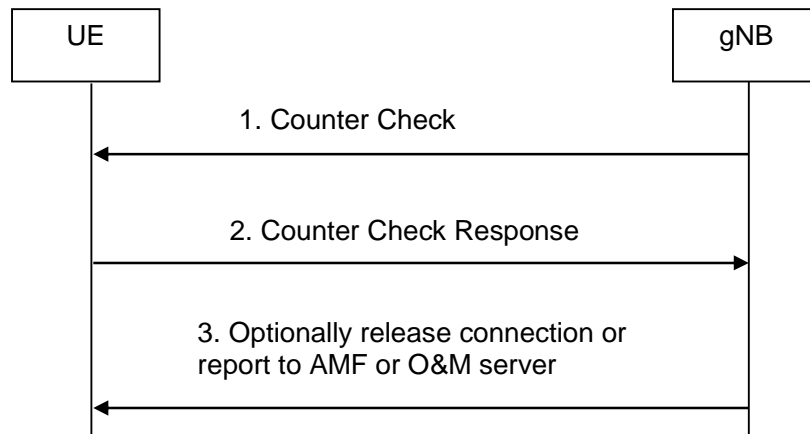 UE
gNB
1. Counter Check
2. Counter Check Response
3. Optionally release connection or
report to AMF or O&M server